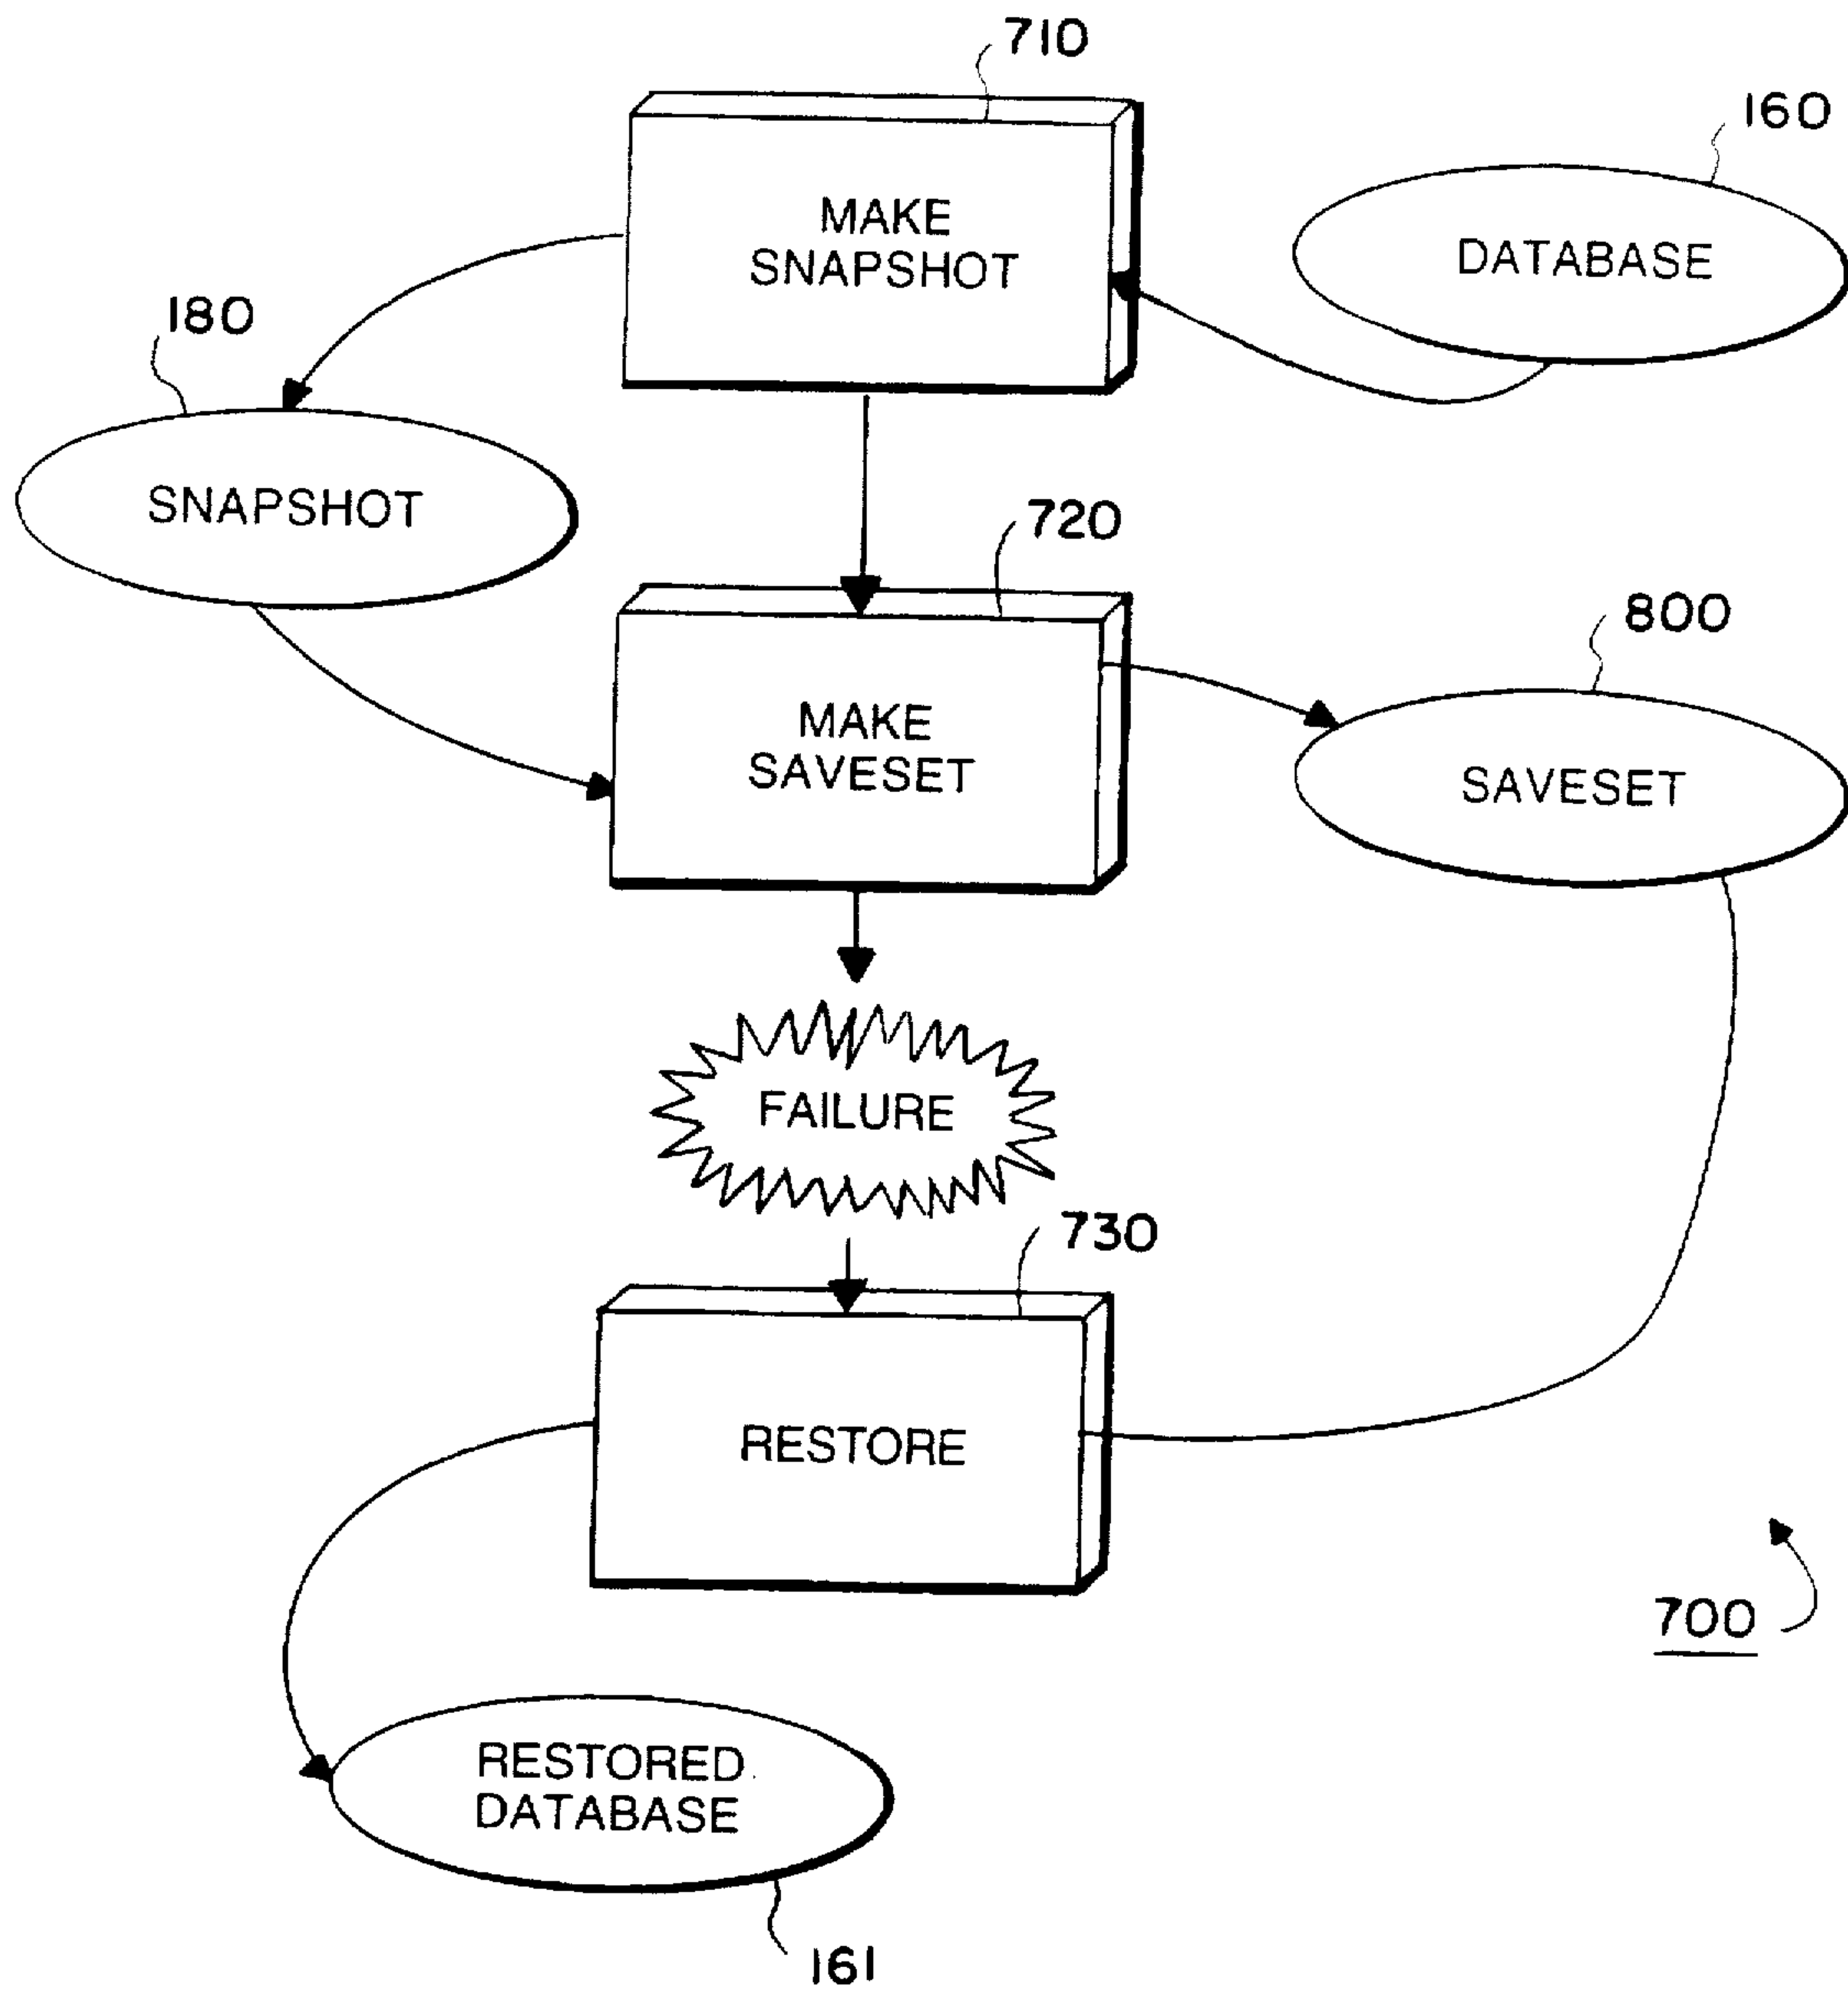 710
160
MAKE
SNAPSHOT
DATABASE
180
SNAPSHOT
720
800
MAKE
SAVESET
SAVESET
FAILURE
730
RESTORE
700
RESTORED
DATABASE
161